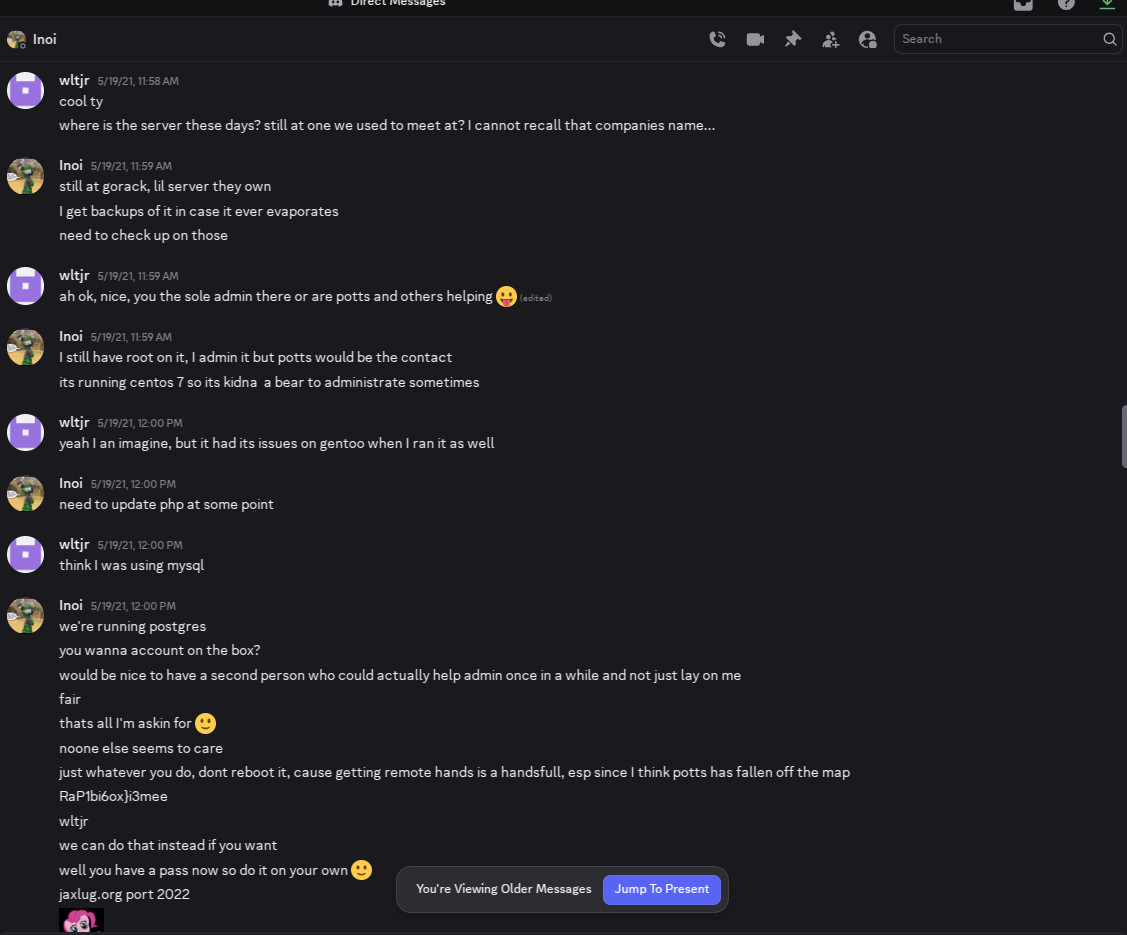 Direct Messages
Inoi
Search
wltjr 5/19/21, 11:58 AM
cool ty
where is the server these days? still at one we used to meet at? I cannot recall that companies name...
Inoi 5/19/21, 11:59 AM
still at gorack, lil server they own
I get backups of it in case it ever evaporates
need to check up on those
wltjr 5/19/21, 11:59 AM
ah ok, nice, you the sole admin there or are potts and others helping 😛 (edited)
Inoi 5/19/21, 11:59 AM
I still have root on it, I admin it but potts would be the contact
its running centos 7 so its kidna a bear to administrate sometimes
wltjr 5/19/21, 12:00 PM
yeah I an imagine, but it had its issues on gentoo when I ran it as well
Inoi 5/19/21, 12:00 PM
need to update php at some point
wltjr 5/19/21, 12:00 PM
think I was using mysql
Inoi 5/19/21, 12:00 PM
we're running postgres
you wanna account on the box?
would be nice to have a second person who could actually help admin once in a while and not just lay on me
fair
thats all I'm askin for 🙂
noone else seems to care
just whatever you do, dont reboot it, cause getting remote hands is a handsfull, esp since I think potts has fallen off the map
RaP1bi6ox}i3mee
wltjr
we can do that instead if you want
well you have a pass now so do it on your own 🙂
jaxlug.org port 2022
You're Viewing Older Messages
Jump To Present